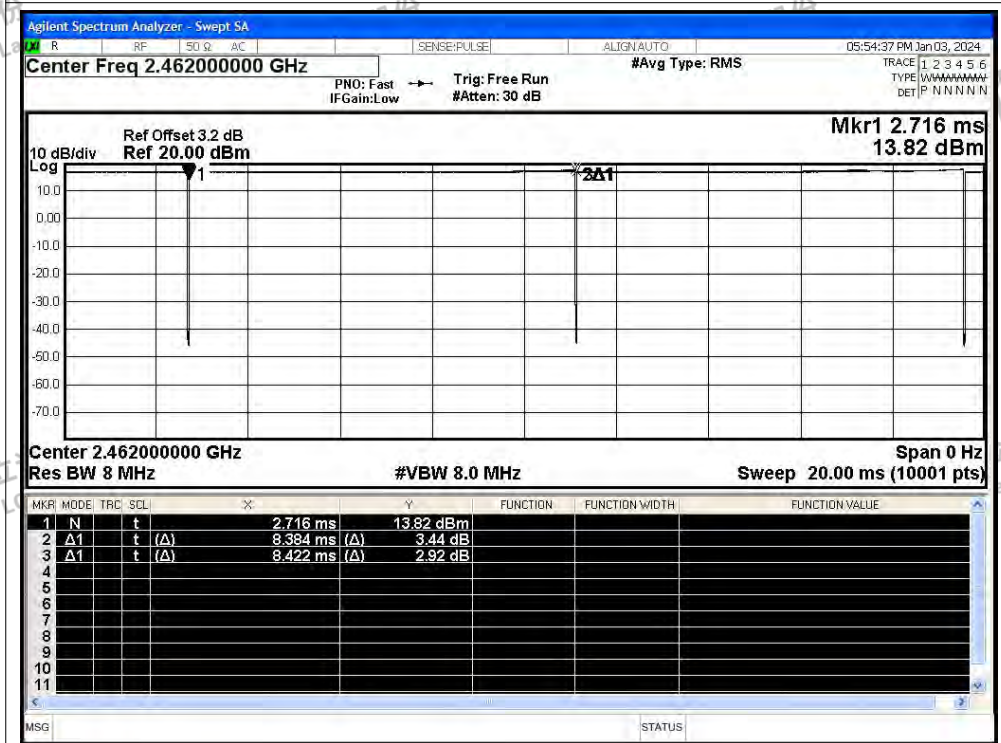 Agilent Spectrum Analyzer - Swept SA
LXI R RF 50 Ω AC SENSE:PULSE ALIGN AUTO 05:54:37 PM Jan 03, 2024
Center Freq 2.462000000 GHz #Avg Type: RMS TRACE 1 2 3 4 5 6
PNO: Fast Trig: Free Run TYPE WWWWWW
IFGain:Low #Atten: 30 dB DET P N N N N N
Mkr1 2.716 ms
Ref Offset 3.2 dB
10 dB/div Ref 20.00 dBm 13.82 dBm
Log
1 3Δ1
10.0
0.00
-10.0
-20.0
-30.0
-40.0
-50.0
-60.0
-70.0
Center 2.462000000 GHz Span 0 Hz
Res BW 8 MHz #VBW 8.0 MHz Sweep 20.00 ms (10001 pts)
MKR MODE TRC SCL X Y FUNCTION FUNCTION WIDTH FUNCTION VALUE
1 N t 2.716 ms 13.82 dBm
2 Δ1 t (Δ) 8.384 ms (Δ) 3.44 dB
3 Δ1 t (Δ) 8.422 ms (Δ) 2.92 dB
4
5
6
7
8
9
10
11
MSG STATUS